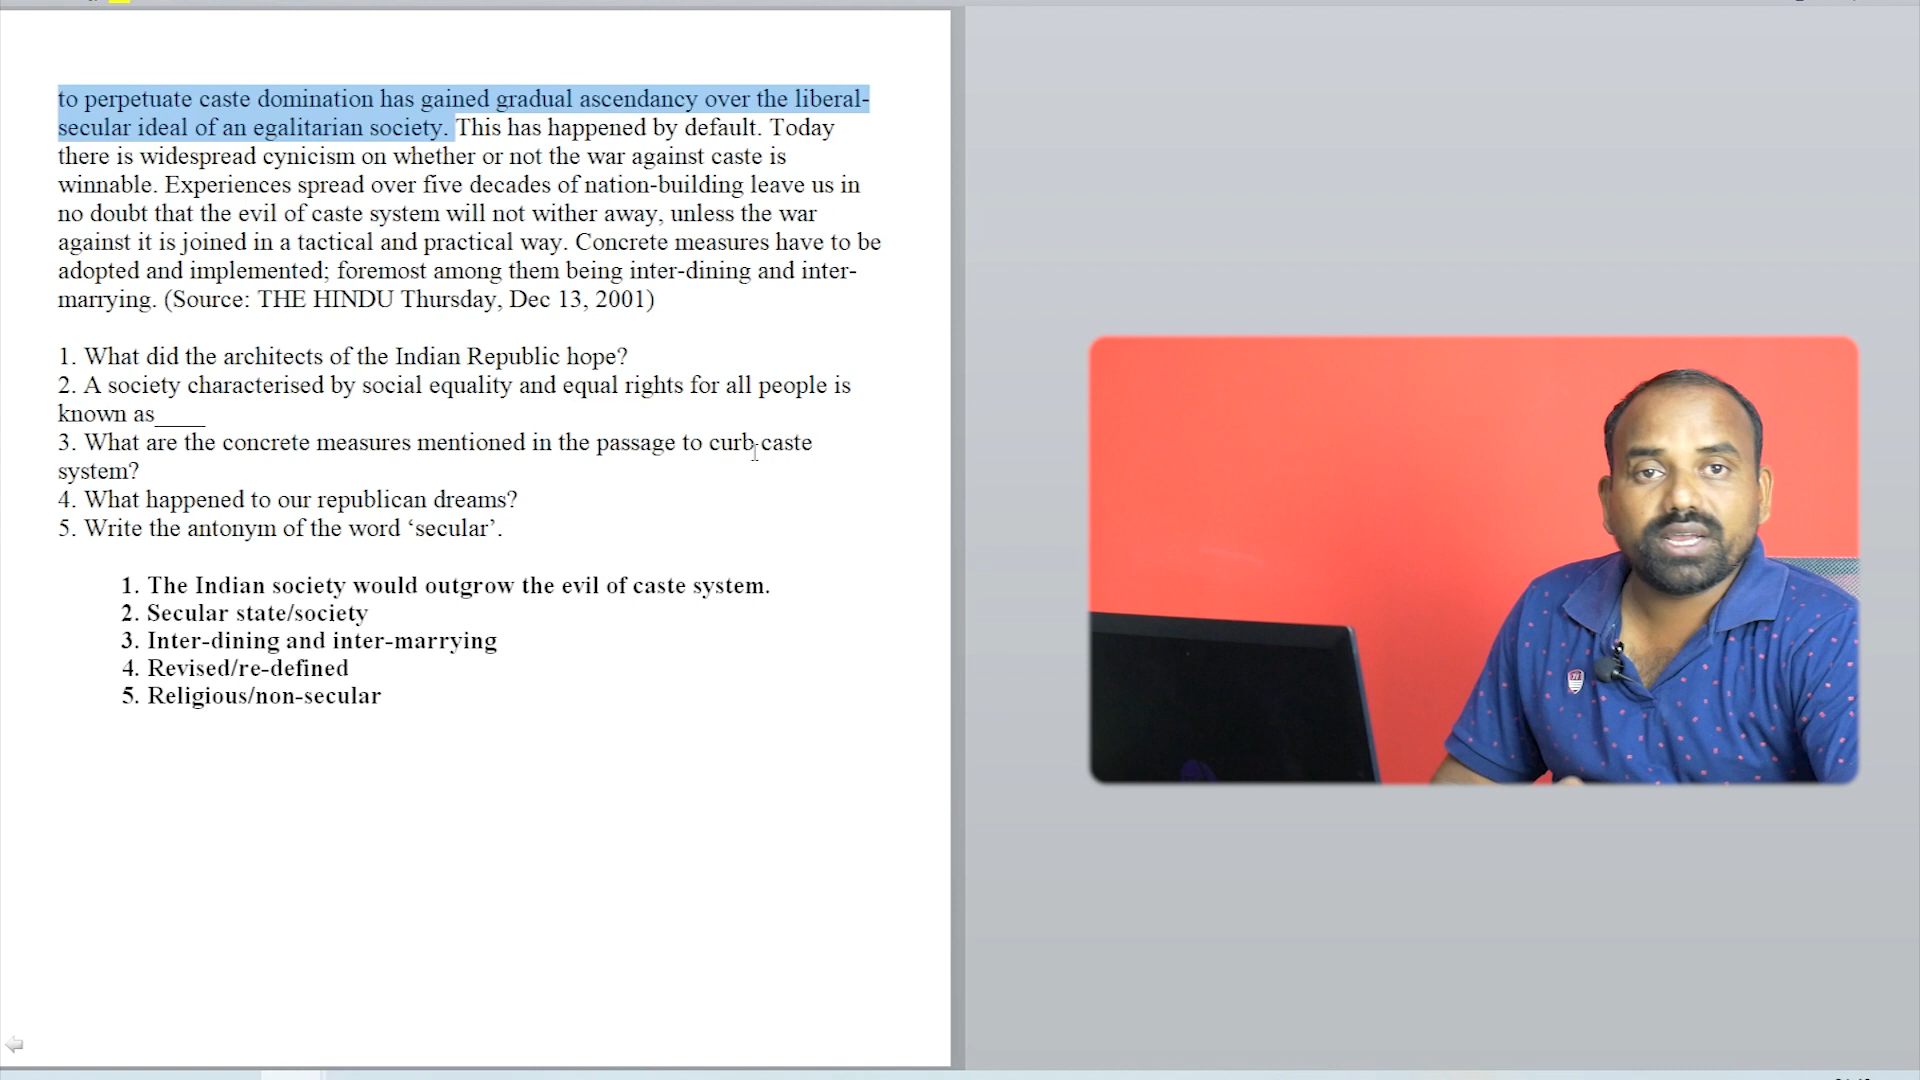 to perpetuate caste domination has gained gradual ascendancy over the liberal-
secular ideal of an egalitarian society. This has happened by default. Today
there is widespread cynicism on whether or not the war against caste is
winnable. Experiences spread over five decades of nation-building leave us in
no doubt that the evil of caste system will not wither away, unless the war
against it is joined in a tactical and practical way. Concrete measures have to be
adopted and implemented; foremost among them being inter-dining and inter-
marrying. (Source: THE HINDU Thursday, Dec 13, 2001)
1. What did the architects of the Indian Republic hope?
2. A society characterised by social equality and equal rights for all people is
known as____
3. What are the concrete measures mentioned in the passage to curb caste
system?
4. What happened to our republican dreams?
5. Write the antonym of the word ‘secular’.
1. The Indian society would outgrow the evil of caste system.
2. Secular state/society
3. Inter-dining and inter-marrying
4. Revised/re-defined
5. Religious/non-secular